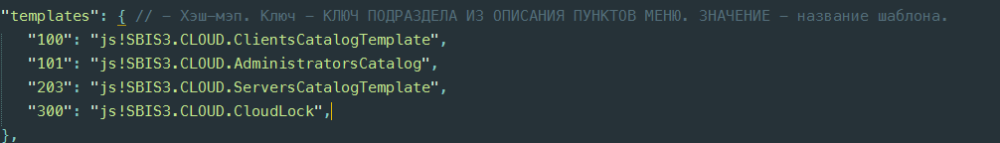 "templates": { // – Хэш-мэп. Ключ – КЛЮЧ ПОДРАЗДЕЛА ИЗ ОПИСАНИЯ ПУНКТОВ МЕНЮ. ЗНАЧЕНИЕ – название шаблона.
"100": "js!SBIS3.CLOUD.ClientsCatalogTemplate",
"101": "js!SBIS3.CLOUD.AdministratorsCatalog",
"203": "js!SBIS3.CLOUD.ServersCatalogTemplate",
"300": "js!SBIS3.CLOUD.CloudLock",
},